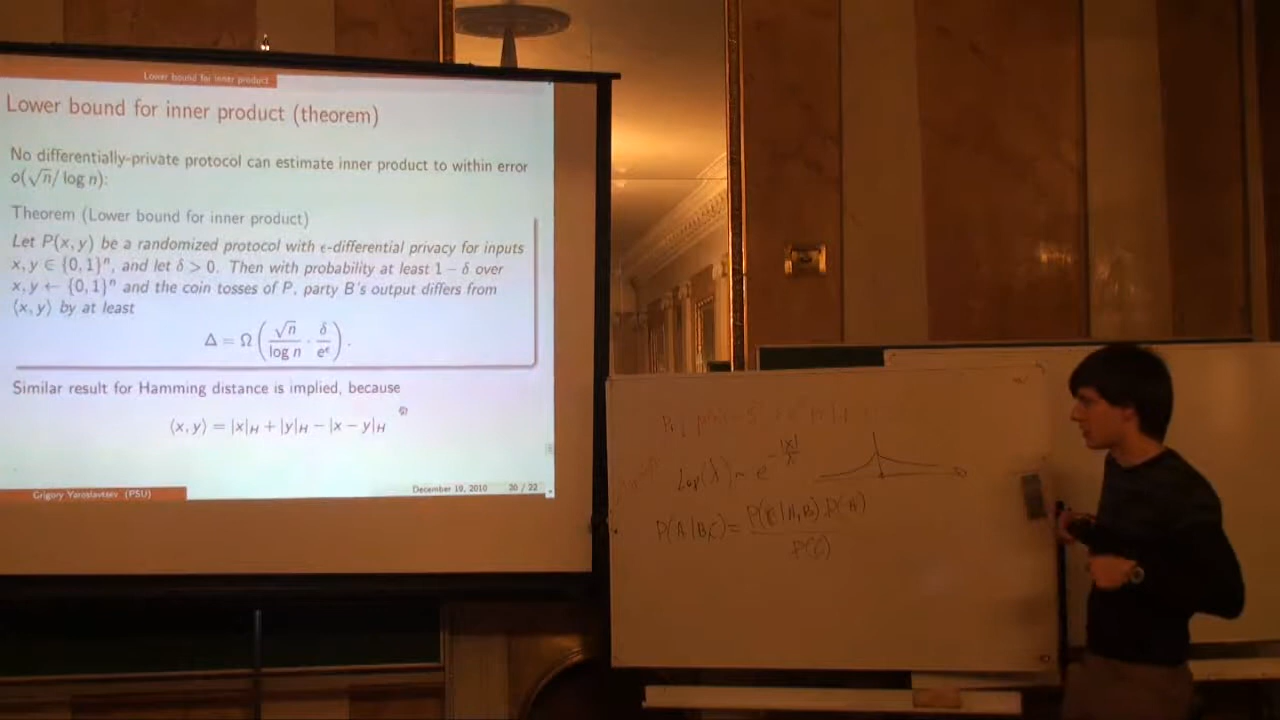 Lower bound for inner product
Lower bound for inner product (theorem)
No differentially-private protocol can estimate inner product to within error
o(√n/ log n):
Theorem (Lower bound for inner product)
Let P(x, y) be a randomized protocol with ϵ-differential privacy for inputs
x, y ∈ {0, 1}ⁿ, and let δ > 0. Then with probability at least 1 − δ over
x, y ← {0, 1}ⁿ and the coin tosses of P, party B's output differs from
⟨x, y⟩ by at least
Δ = Ω ( √n / log n · δ / e^ϵ ) .
Similar result for Hamming distance is implied, because
⟨x, y⟩ = |x|_H + |y|_H − |x − y|_H
Grigory Yaroslavtsev (PSU) December 19, 2010 20 / 22
Lap(λ) ~ e^{-|x|/λ}
P(A|B,C) =
P(C)